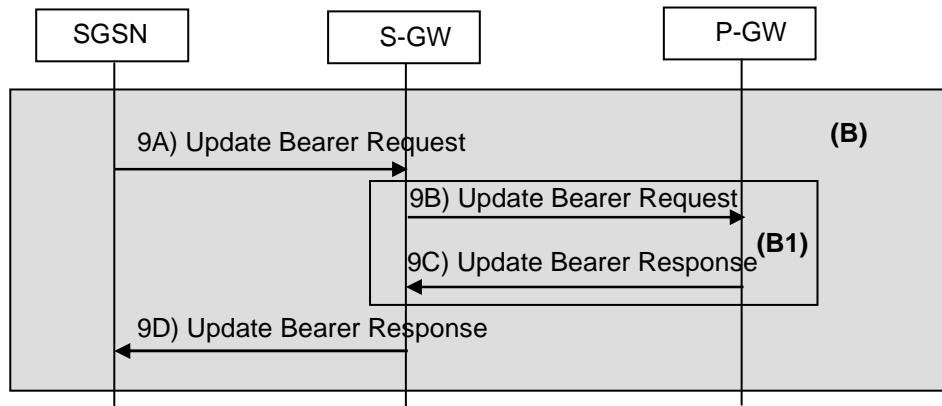 SGSN
S-GW
P-GW
(B)
9A) Update Bearer Request
9B) Update Bearer Request
(B1)
9C) Update Bearer Response
9D) Update Bearer Response